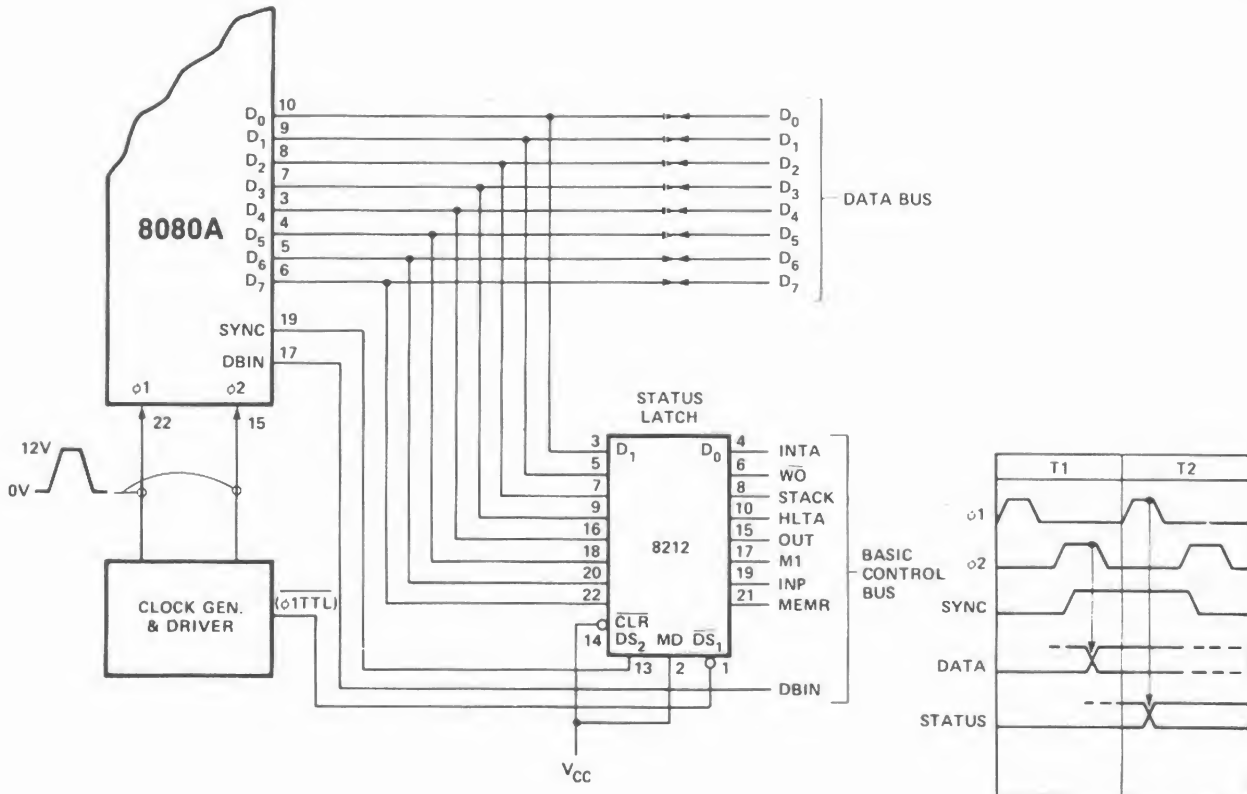 8080A
D0 10
D1 9
D2 8
D3 7
D4 3
D5 4
D6 5
D7 6
SYNC 19
DBIN 17
φ1 φ2
22 15
D0
D1
D2
D3
D4
D5
D6
D7
DATA BUS
12V
0V
CLOCK GEN.
& DRIVER
(φ1TTL)
STATUS
LATCH
3 D1 D0 4 INTA
5 6 WO
7 8 STACK
9 10 HLTA
16 15 OUT
18 8212 17 M1
20 19 INP
22 21 MEMR
CLR
14 DS2 MD DS1
13 2 1
DBIN
BASIC
CONTROL
BUS
VCC
T1 T2
φ1
φ2
SYNC
DATA
STATUS